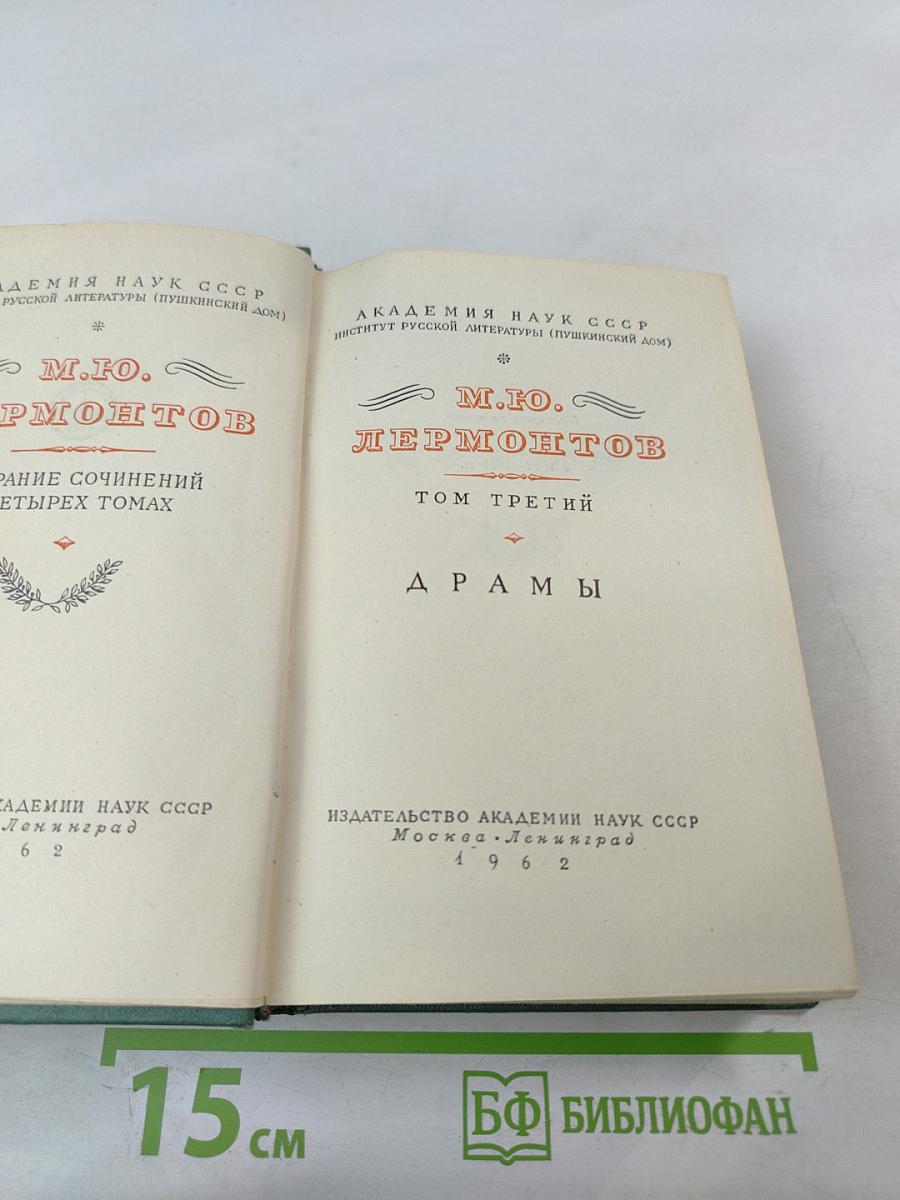 АДЕМИЯ НАУК СССР
РУССКОЙ ЛИТЕРАТУРЫ (ПУШКИНСКИЙ ДОМ)
М.Ю.
РМОНТОВ
РАНИЕ СОЧИНЕНИЙ
ЕТЫРЕХ ТОМАХ
АДЕМИИ НАУК СССР
Ленинград
6 2
АКАДЕМИЯ НАУК СССР
ИНСТИТУТ РУССКОЙ ЛИТЕРАТУРЫ (ПУШКИНСКИЙ ДОМ)
М.Ю.
ЛЕРМОНТОВ
ТОМ ТРЕТИЙ
ДРАМЫ
ИЗДАТЕЛЬСТВО АКАДЕМИИ НАУК СССР
Москва • Ленинград
1 9 6 2
15 см
БФ БИБЛИОФАН